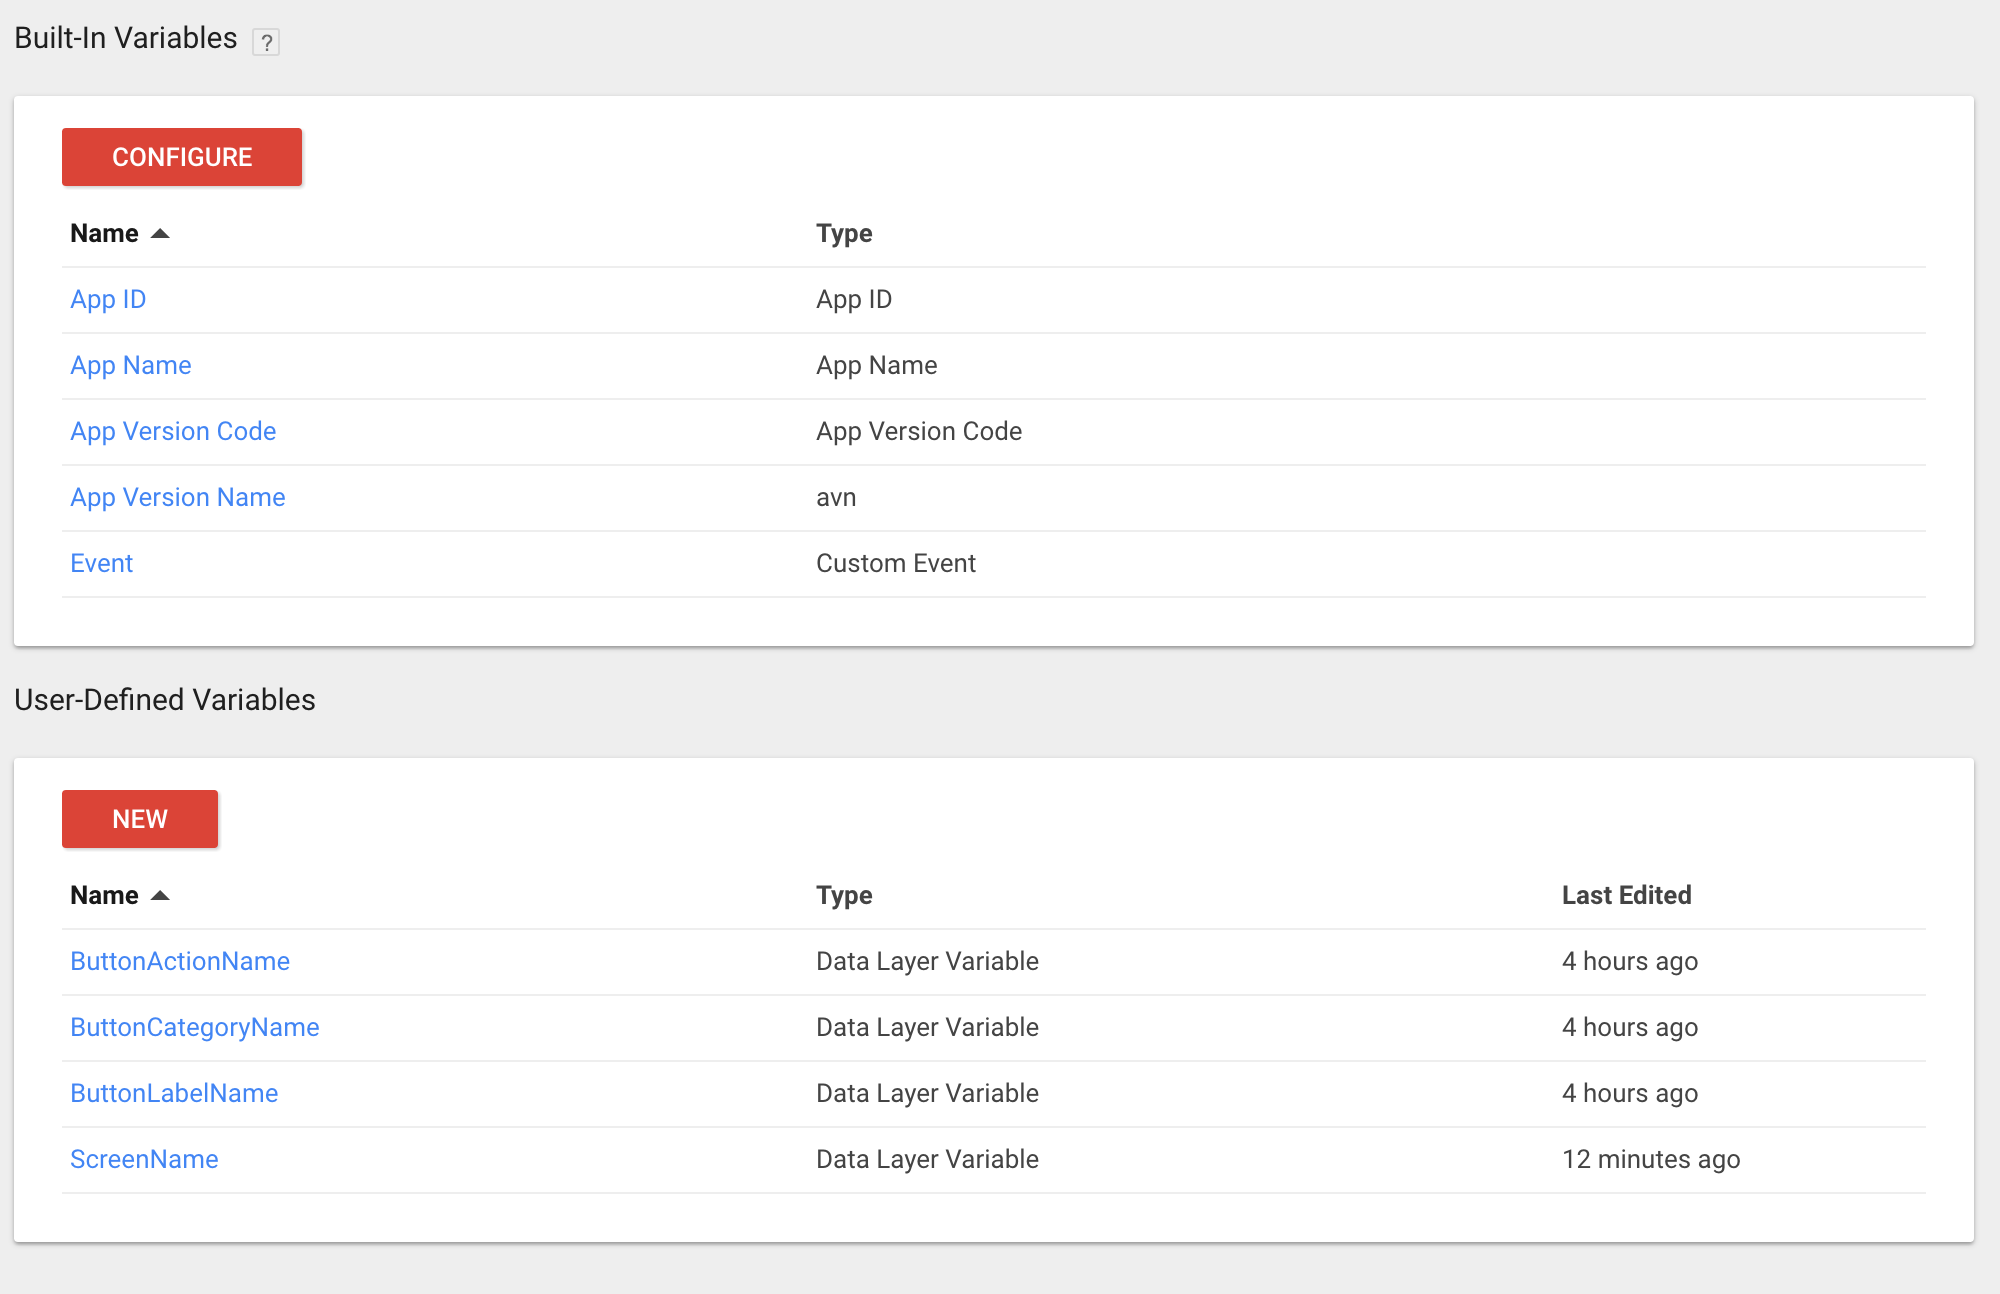 Built-In Variables ?
CONFIGURE
Name Type
App ID App ID
App Name App Name
App Version Code App Version Code
App Version Name avn
Event Custom Event
User-Defined Variables
NEW
Name Type Last Edited
ButtonActionName Data Layer Variable 4 hours ago
ButtonCategoryName Data Layer Variable 4 hours ago
ButtonLabelName Data Layer Variable 4 hours ago
ScreenName Data Layer Variable 12 minutes ago